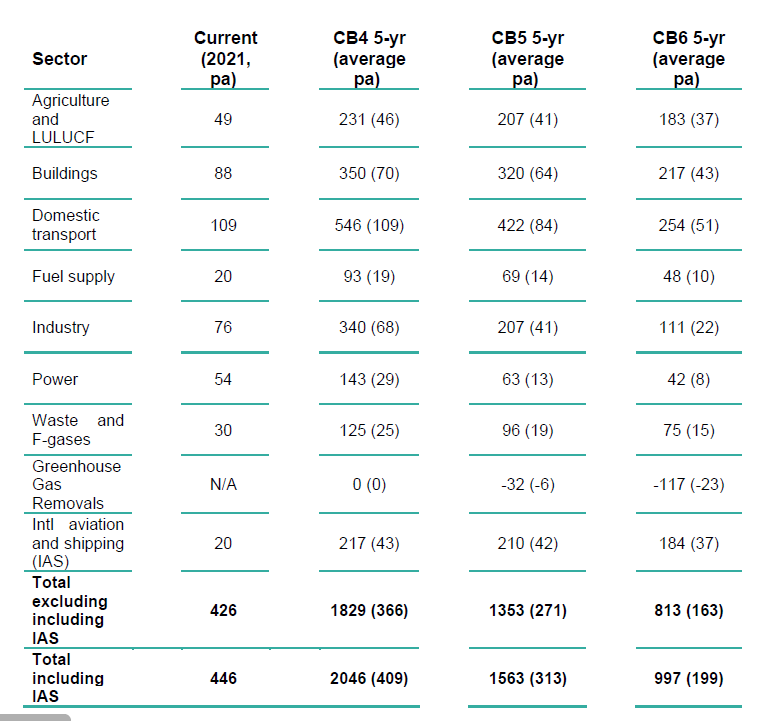 Sector Current (2021, pa) CB4 5-yr (average pa) CB5 5-yr (average pa) CB6 5-yr (average pa)
Agriculture and LULUCF 49 231 (46) 207 (41) 183 (37)
Buildings 88 350 (70) 320 (64) 217 (43)
Domestic transport 109 546 (109) 422 (84) 254 (51)
Fuel supply 20 93 (19) 69 (14) 48 (10)
Industry 76 340 (68) 207 (41) 111 (22)
Power 54 143 (29) 63 (13) 42 (8)
Waste and F-gases 30 125 (25) 96 (19) 75 (15)
Greenhouse Gas Removals N/A 0 (0) -32 (-6) -117 (-23)
Intl aviation and shipping (IAS) 20 217 (43) 210 (42) 184 (37)
Total excluding including IAS 426 1829 (366) 1353 (271) 813 (163)
Total including IAS 446 2046 (409) 1563 (313) 997 (199)